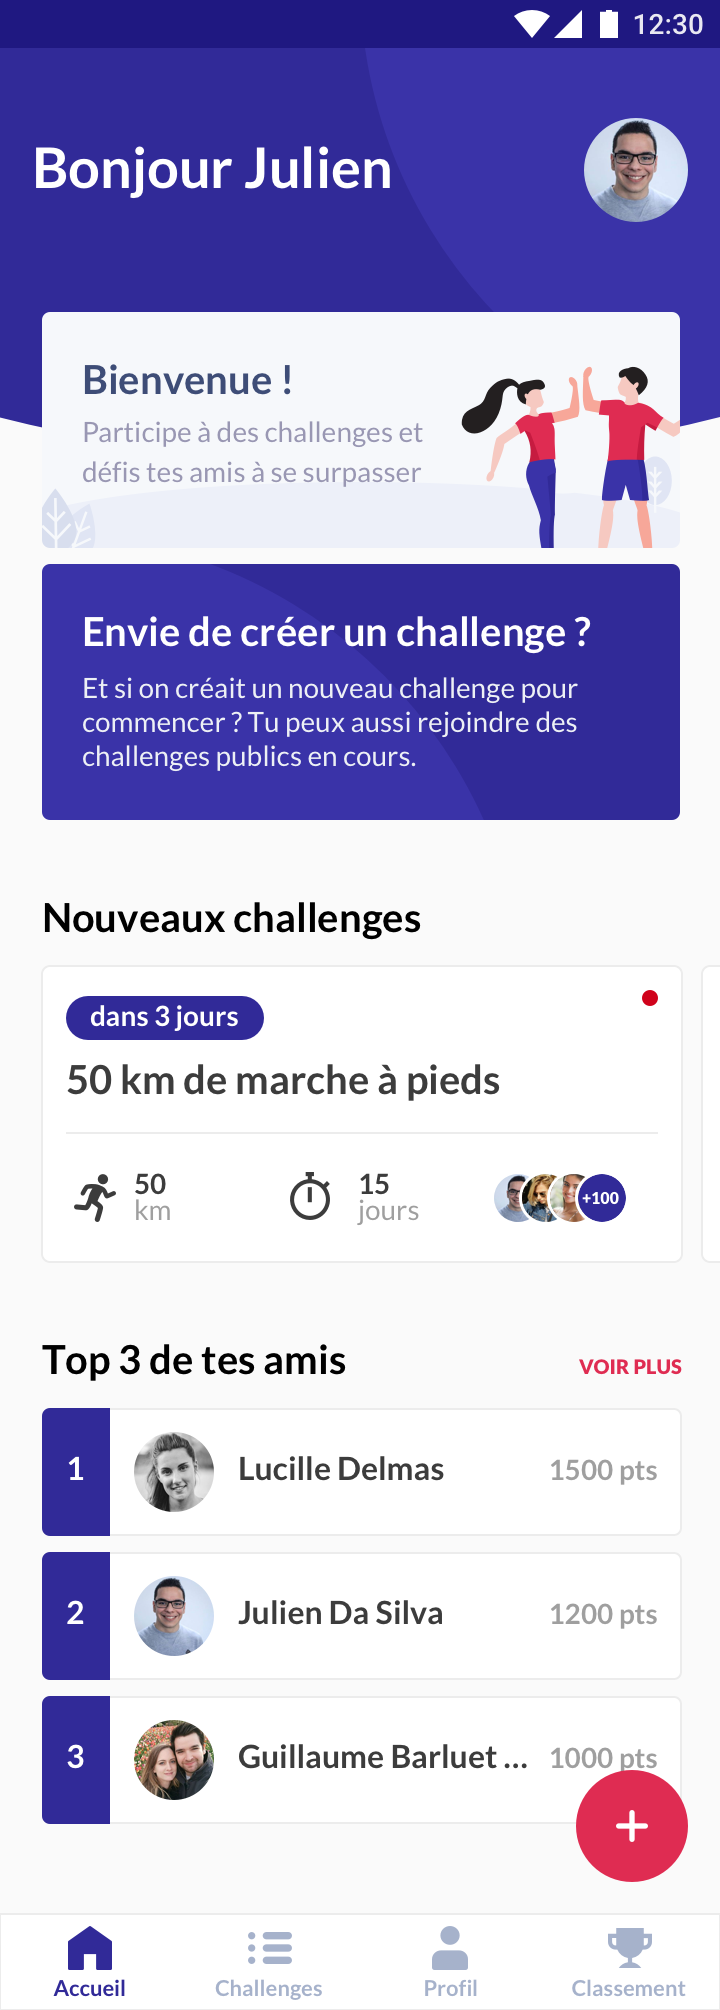 12:30
Bonjour Julien
Bienvenue !
Participe à des challenges et
défis tes amis à se surpasser
Envie de créer un challenge ?
Et si on créait un nouveau challenge pour
commencer ? Tu peux aussi rejoindre des
challenges publics en cours.
Nouveaux challenges
dans 3 jours
50 km de marche à pieds
50
km
15
jours
+100
Top 3 de tes amis
VOIR PLUS
1
Lucille Delmas
1500 pts
2
Julien Da Silva
1200 pts
3
Guillaume Barluet ...
1000 pts
Accueil
Challenges
Profil
Classement